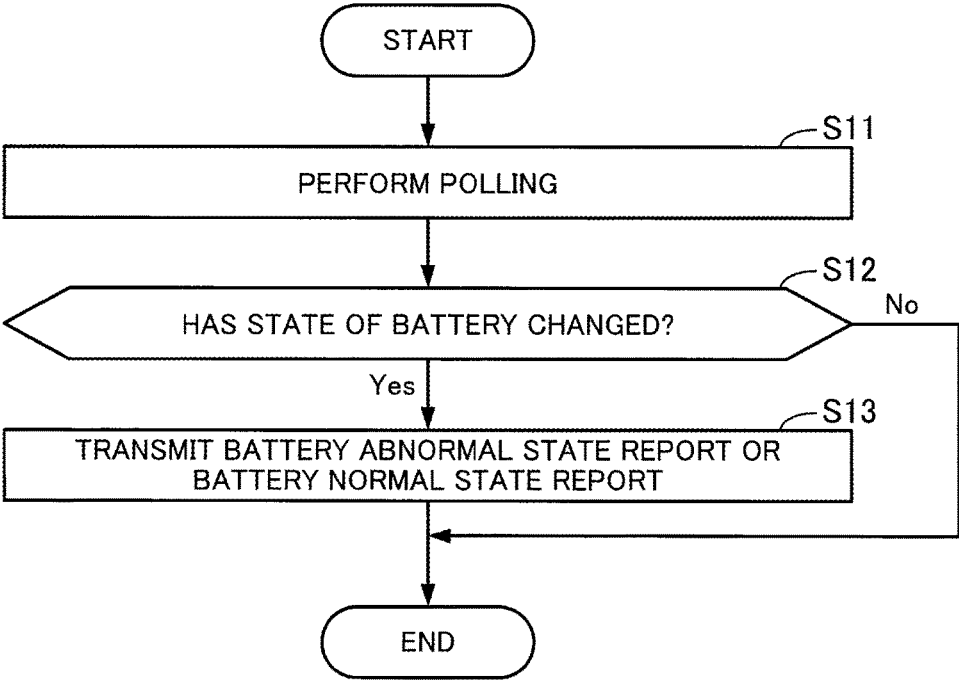 START
S11
PERFORM POLLING
S12
HAS STATE OF BATTERY CHANGED?
No
Yes
S13
TRANSMIT BATTERY ABNORMAL STATE REPORT OR
BATTERY NORMAL STATE REPORT
END